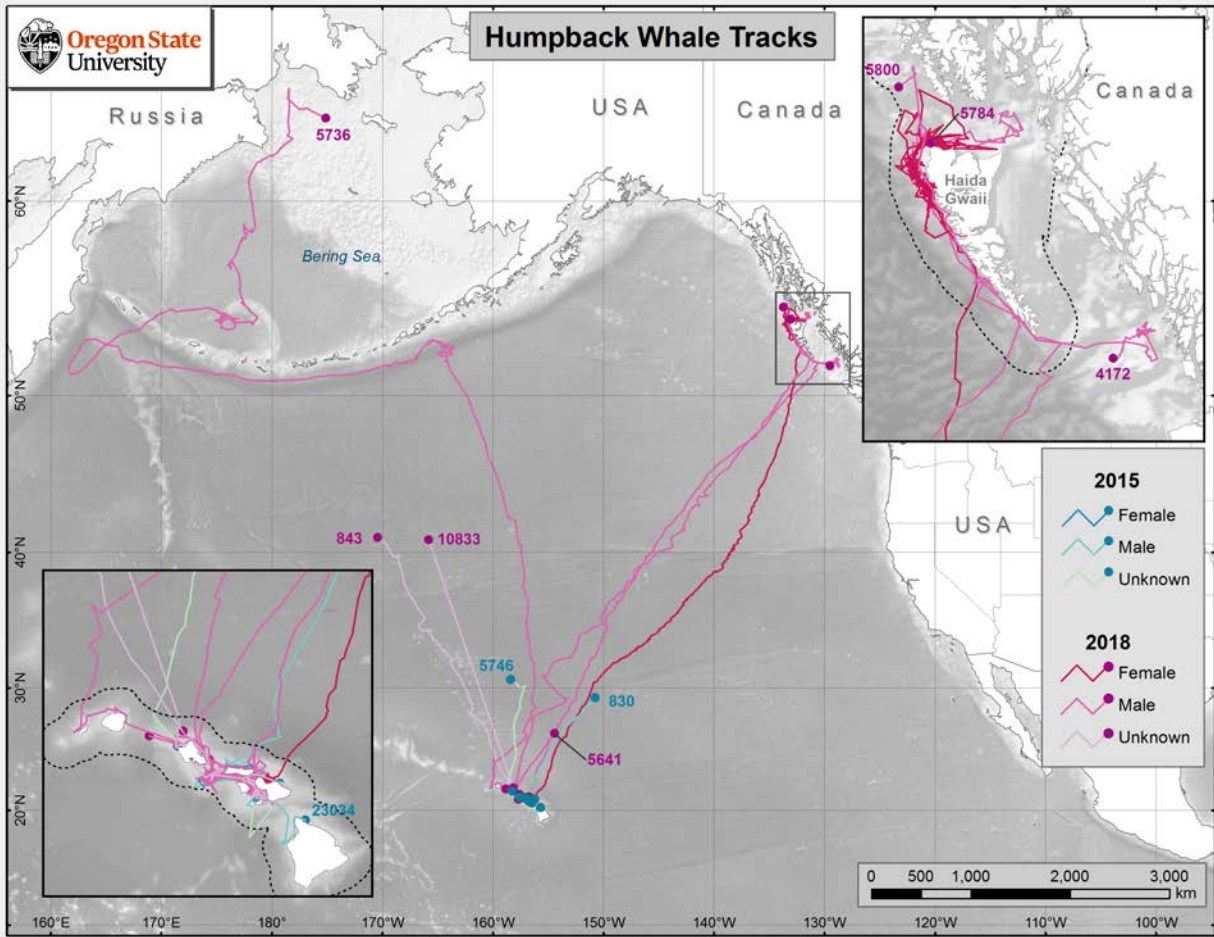 Oregon State
University
Humpback Whale Tracks
Russia
USA
Canada
5736
Bering Sea
60°N
50°N
40°N
30°N
20°N
843
10833
5746
830
5641
USA
5800
5784
Canada
Haida
Gwaii
4172
23034
2015
Female
Male
Unknown
2018
Female
Male
Unknown
0 500 1,000 2,000 3,000
km
160°E 170°E 180° 170°W 160°W 150°W 140°W 130°W 120°W 110°W 100°W